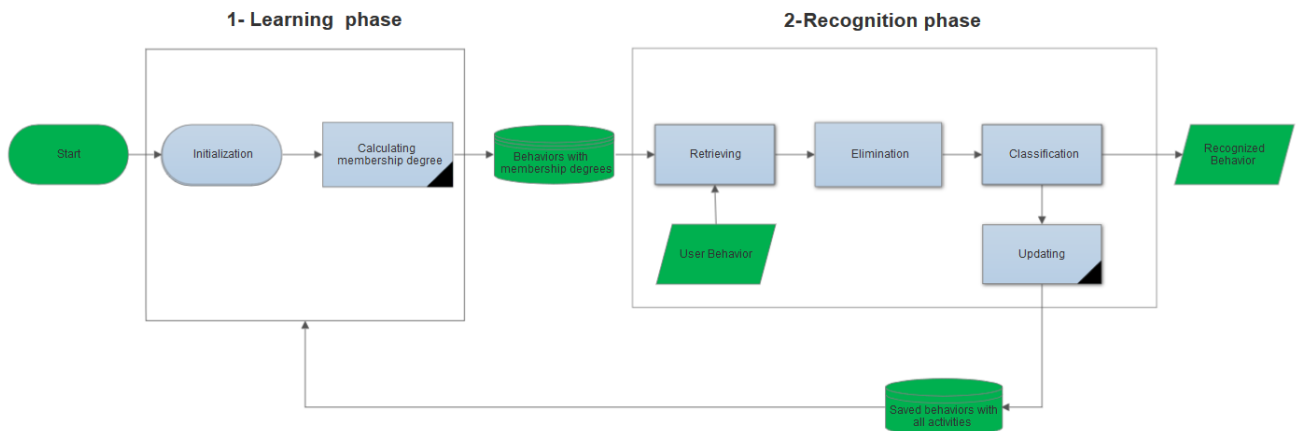 1- Learning  phase
2-Recognition phase
Start
Initialization
Calculating
membership degree
Behaviors with
membership degrees
Retrieving
Elimination
Classification
Recognized
Behavior
User Behavior
Updating
Saved behaviors with
all activities